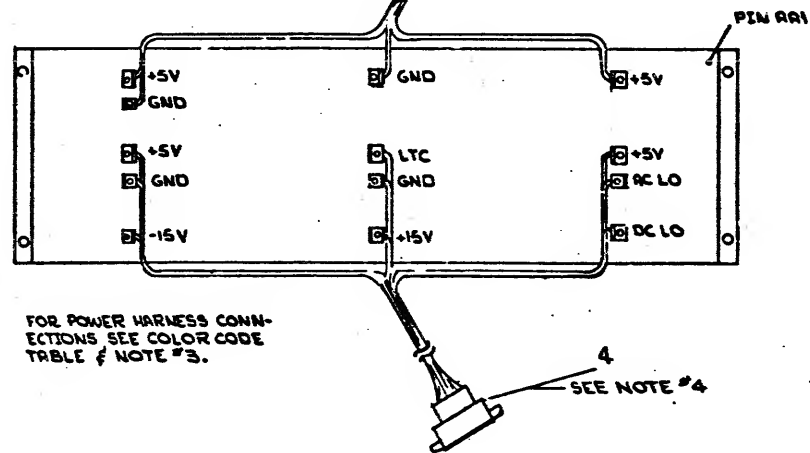 PIN AA1
+5V
GND
+5V
GND
+5V
GND
-15V
LTC
GND
+15V
+5V
AC LO
DC LO
FOR POWER HARNESS CONN-
ECTIONS SEE COLOR CODE
TABLE & NOTE #3.
4
SEE NOTE #4